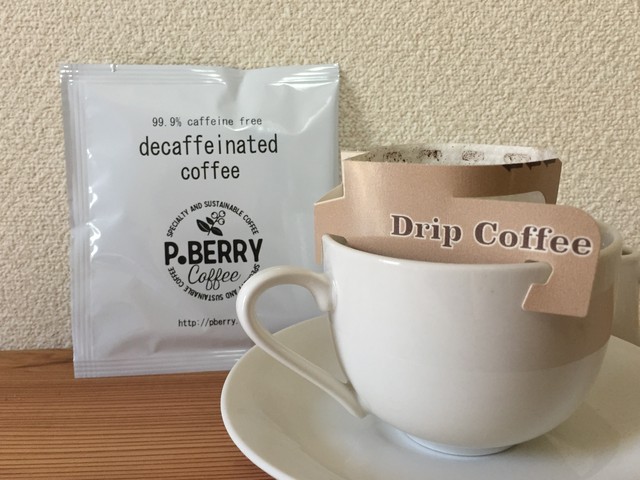 99.9% caffeine free
decaffeinated
coffee
SPECIALTY AND SUSTAINABLE COFFEE
P.BERRY
Coffee
SPECIALTY AND SUSTAINABLE COFFEE
http://pberry.
Drip Coffee